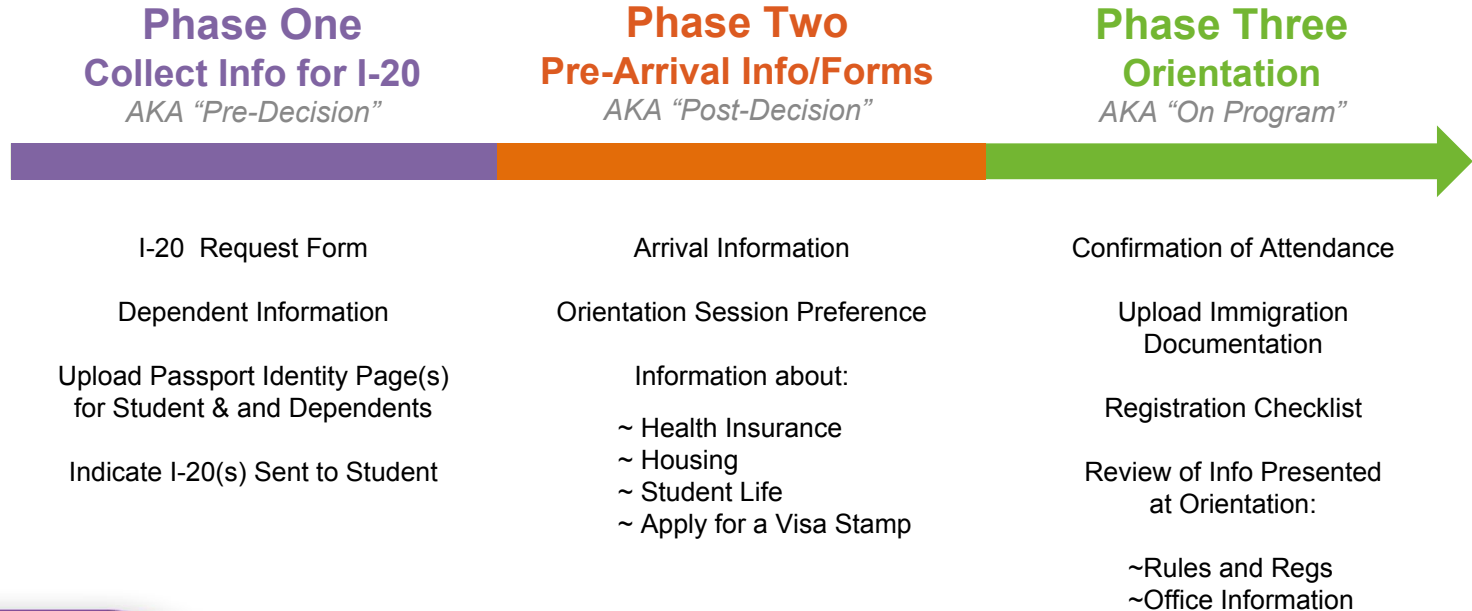 Phase One
Collect Info for I-20
AKA “Pre-Decision”
I-20 Request Form
Dependent Information
Upload Passport Identity Page(s)
for Student & and Dependents
Indicate I-20(s) Sent to Student
Phase Two
Pre-Arrival Info/Forms
AKA “Post-Decision”
Arrival Information
Orientation Session Preference
Information about:
~ Health Insurance
~ Housing
~ Student Life
~ Apply for a Visa Stamp
Phase Three
Orientation
AKA “On Program”
Confirmation of Attendance
Upload Immigration
Documentation
Registration Checklist
Review of Info Presented
at Orientation:
~Rules and Regs
~Office Information